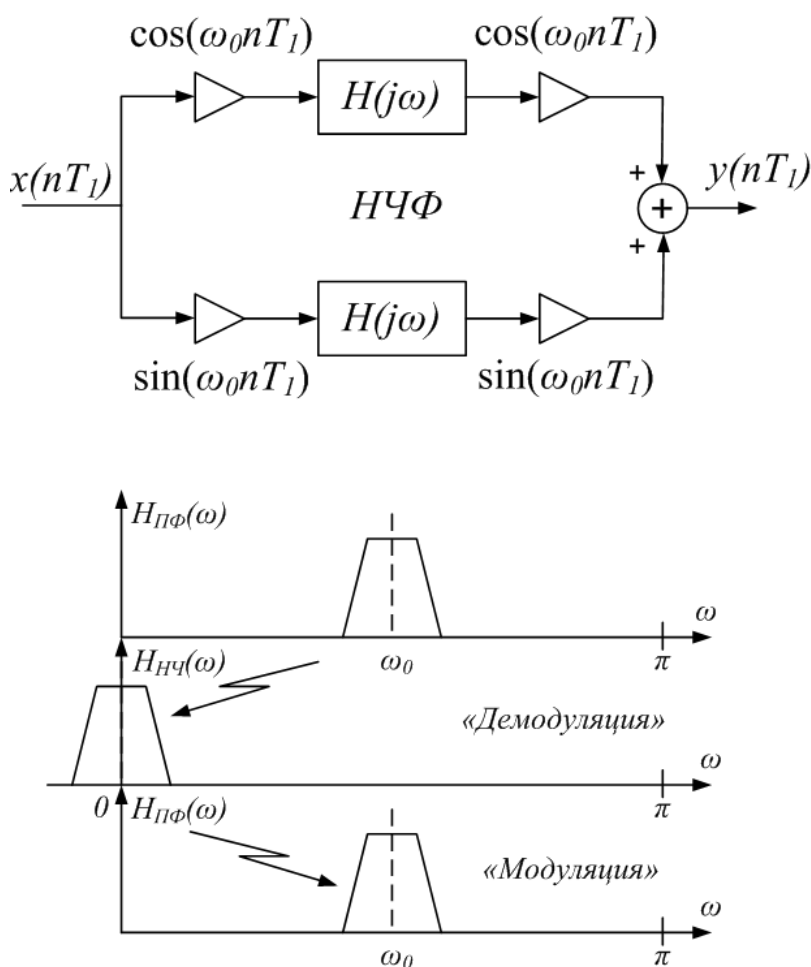 cos(ω₀nT₁) cos(ω₀nT₁)
H(jω)
x(nT₁) НЧФ + + y(nT₁)
+
H(jω)
sin(ω₀nT₁) sin(ω₀nT₁)
H_ПФ(ω)
ω
ω₀ π
H_НЧ(ω)
«Демодуляция»
ω
0 H_ПФ(ω) π
«Модуляция»
ω
ω₀ π